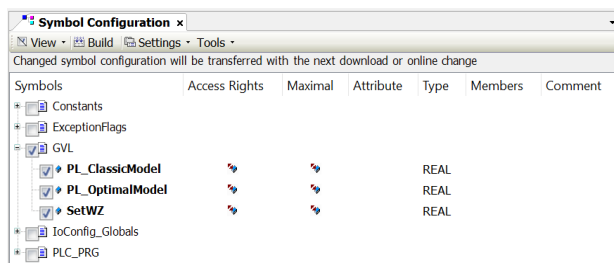 Symbol Configuration ×
View Build Settings Tools
Changed symbol configuration will be transferred with the next download or online change
Symbols Access Rights Maximal Attribute Type Members Comment
Constants
ExceptionFlags
GVL
PL_ClassicModel REAL
PL_OptimalModel REAL
SetWZ REAL
IoConfig_Globals
PLC_PRG